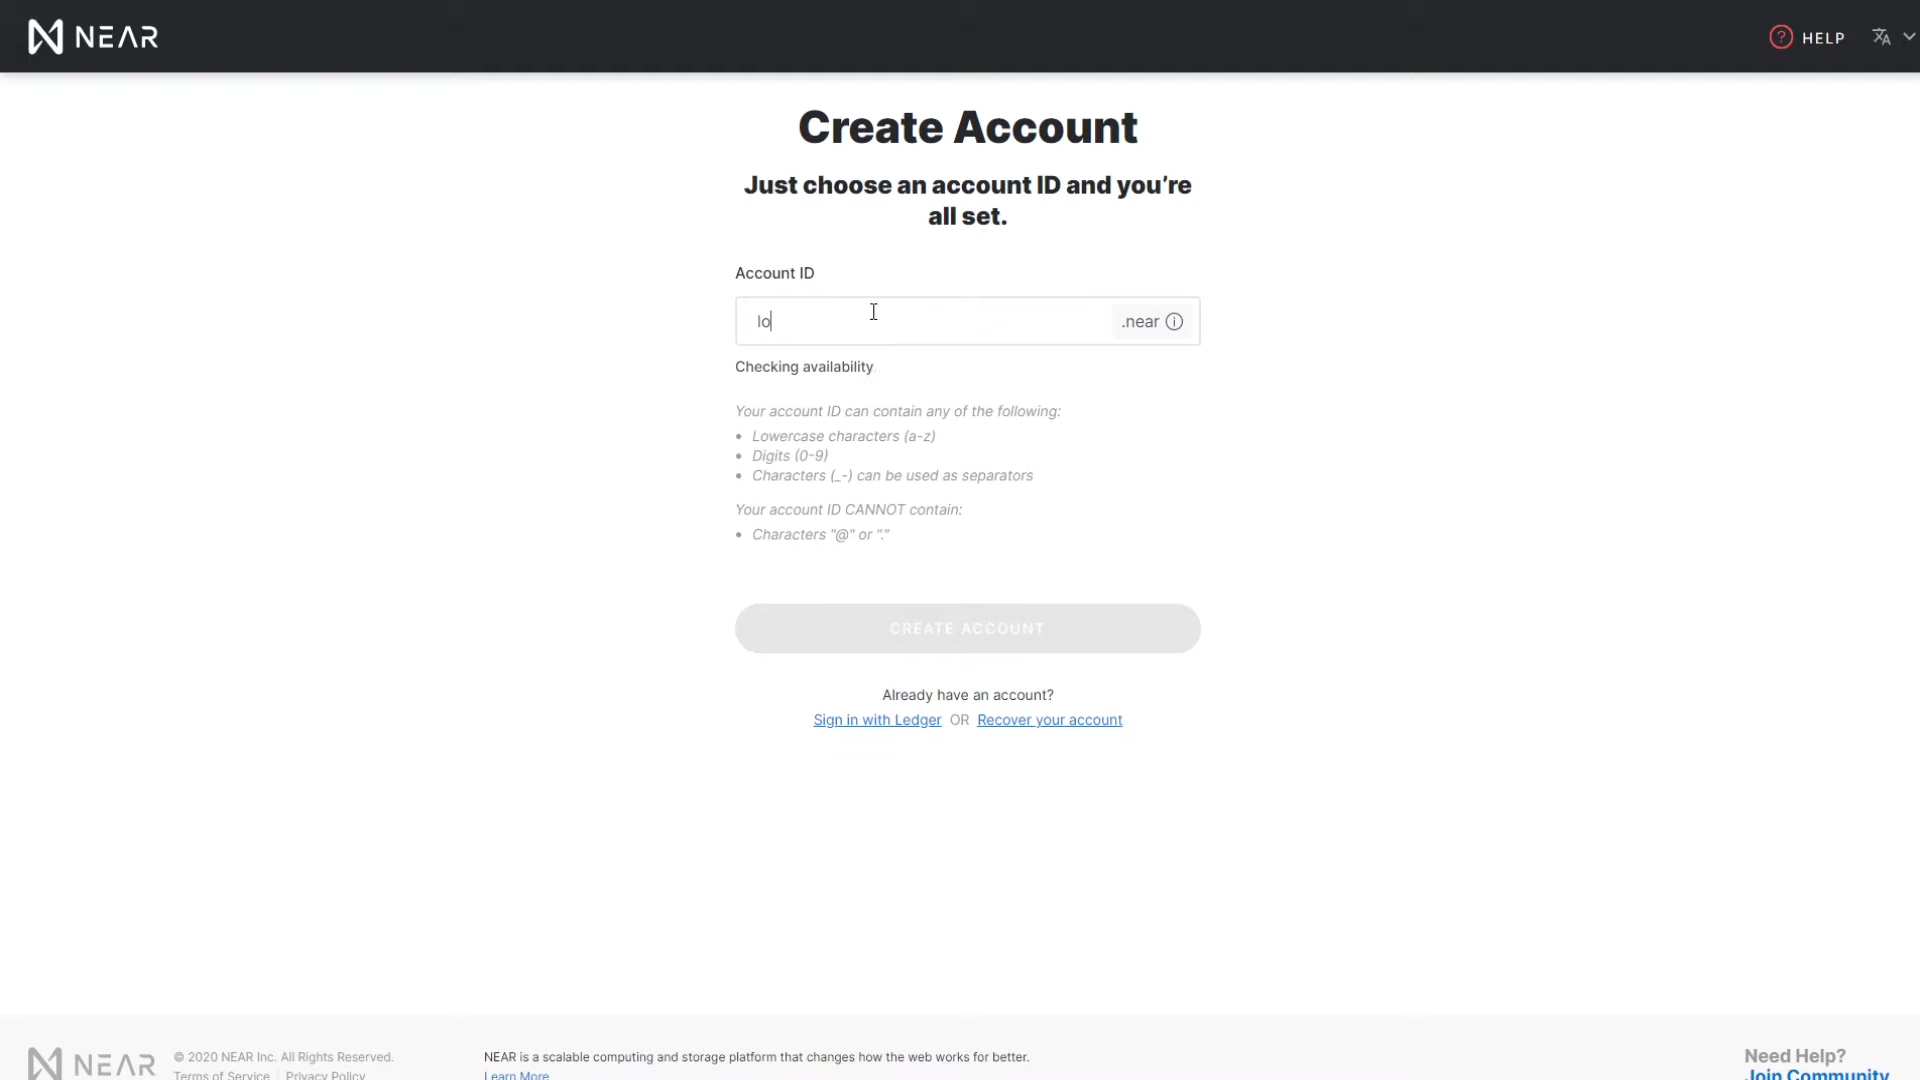 NEAR
HELP
Create Account
Just choose an account ID and you’re
all set.
Account ID
lo
.near
Checking availability
Your account ID can contain any of the following:
Lowercase characters (a-z)
Digits (0-9)
Characters (_-) can be used as separators
Your account ID CANNOT contain:
Characters "@" or "."
CREATE ACCOUNT
Already have an account?
Sign in with Ledger OR Recover your account
NEAR
© 2020 NEAR Inc. All Rights Reserved.
Terms of Service | Privacy Policy
NEAR is a scalable computing and storage platform that changes how the web works for better.
Learn More
Need Help?
Join Community